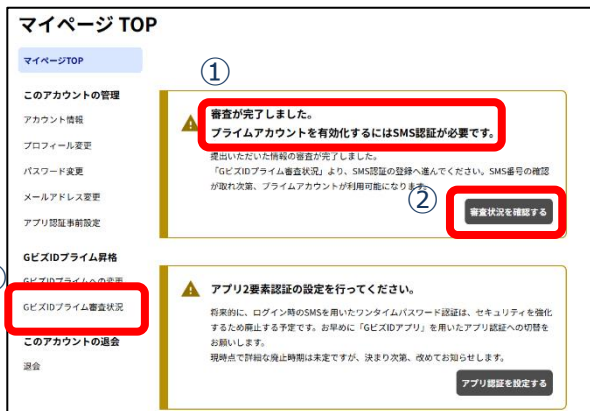 マイページ TOP
マイページTOP
このアカウントの管理
アカウント情報
プロフィール変更
パスワード変更
メールアドレス変更
アプリ認証事前設定
GビズIDプライム昇格
GビズIDプライムへの変更
GビズIDプライム審査状況
このアカウントの退会
退会
①
審査が完了しました。
プライムアカウントを有効化するにはSMS認証が必要です。
提出いただいた情報の審査が完了しました。
「GビズIDプライム審査状況」より、SMS認証の登録へ進んでください。SMS番号の確認
が取れ次第、プライムアカウントが利用可能になります。
②
審査状況を確認する
アプリ2要素認証の設定を行ってください。
将来的に、ログイン時のSMSを用いたワンタイムパスワード認証は、セキュリティを強化
するため廃止する予定です。お早めに「GビズIDアプリ」を用いたアプリ認証への切替を
お願いします。
現時点で詳細な廃止時期は未定ですが、決まり次第、改めてお知らせします。
アプリ認証を設定する